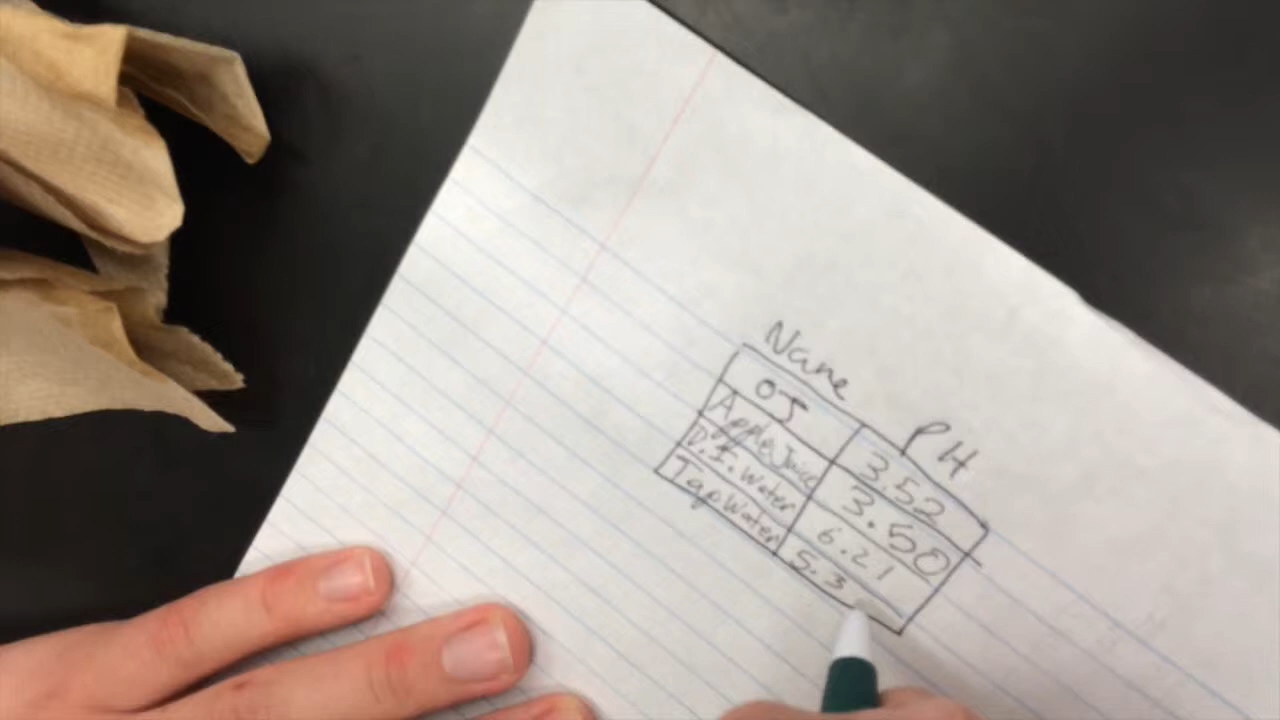 Name PH
OJ 3.52
Apple Juice 3.50
D.I. Water 6.21
Tap Water 5.3